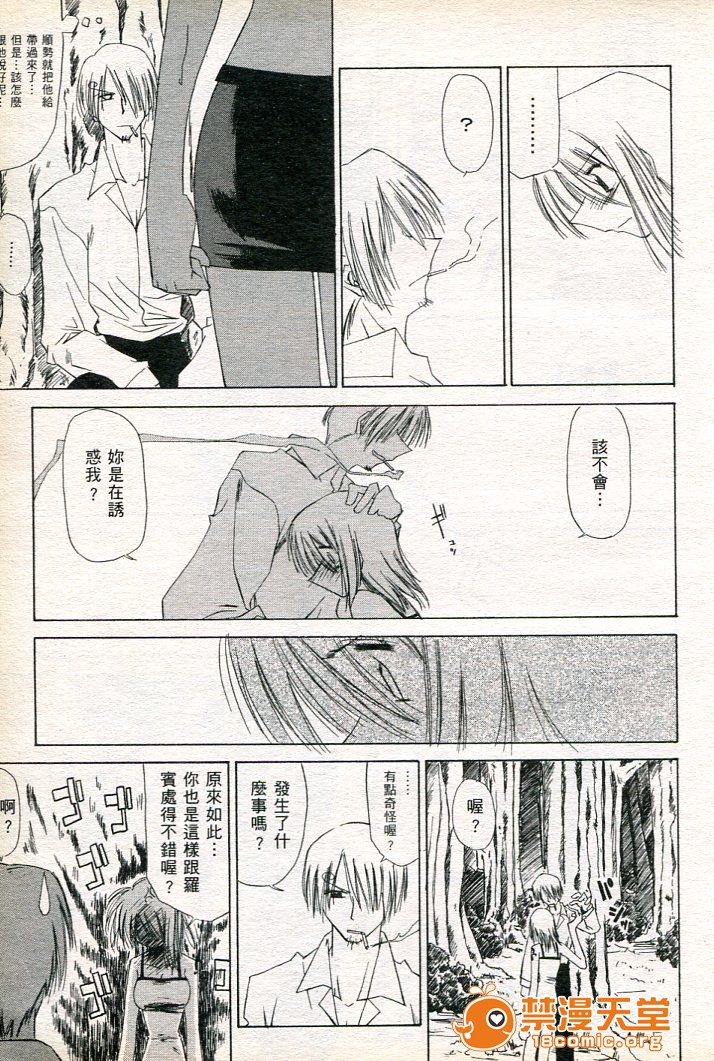 …………
？
順勢就把他給
帶過來了…
但是…該怎麼
跟他說好呢…
……
該不會…
妳是在誘
惑我？
ギュッ
喔？
……
有點奇怪喔？
發生了什
麼事嗎？
原來如此…
你也是這樣跟羅
賓處得不錯喔？
啊？
禁漫天堂
18comic.org